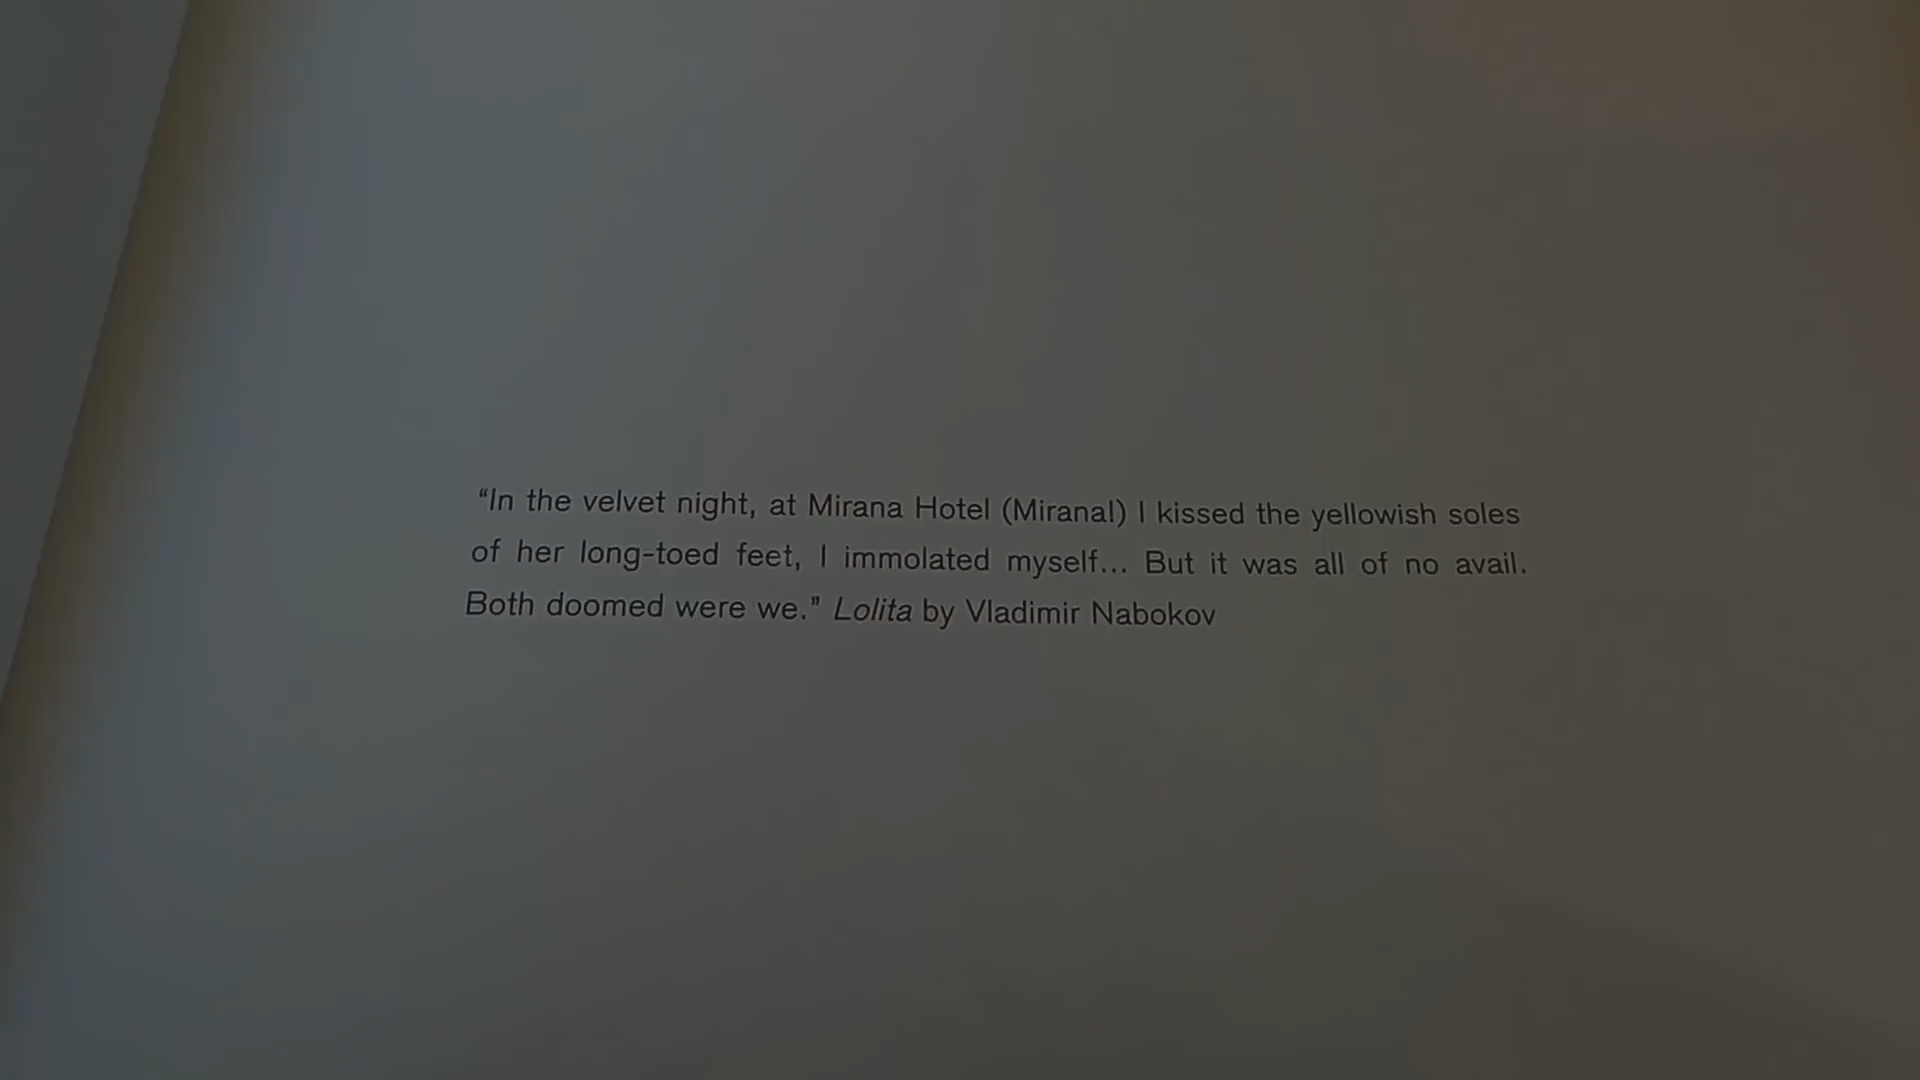 “In the velvet night, at Mirana Hotel (Miranal) I kissed the yellowish soles
of her long-toed feet, I immolated myself... But it was all of no avail.
Both doomed were we.” Lolita by Vladimir Nabokov